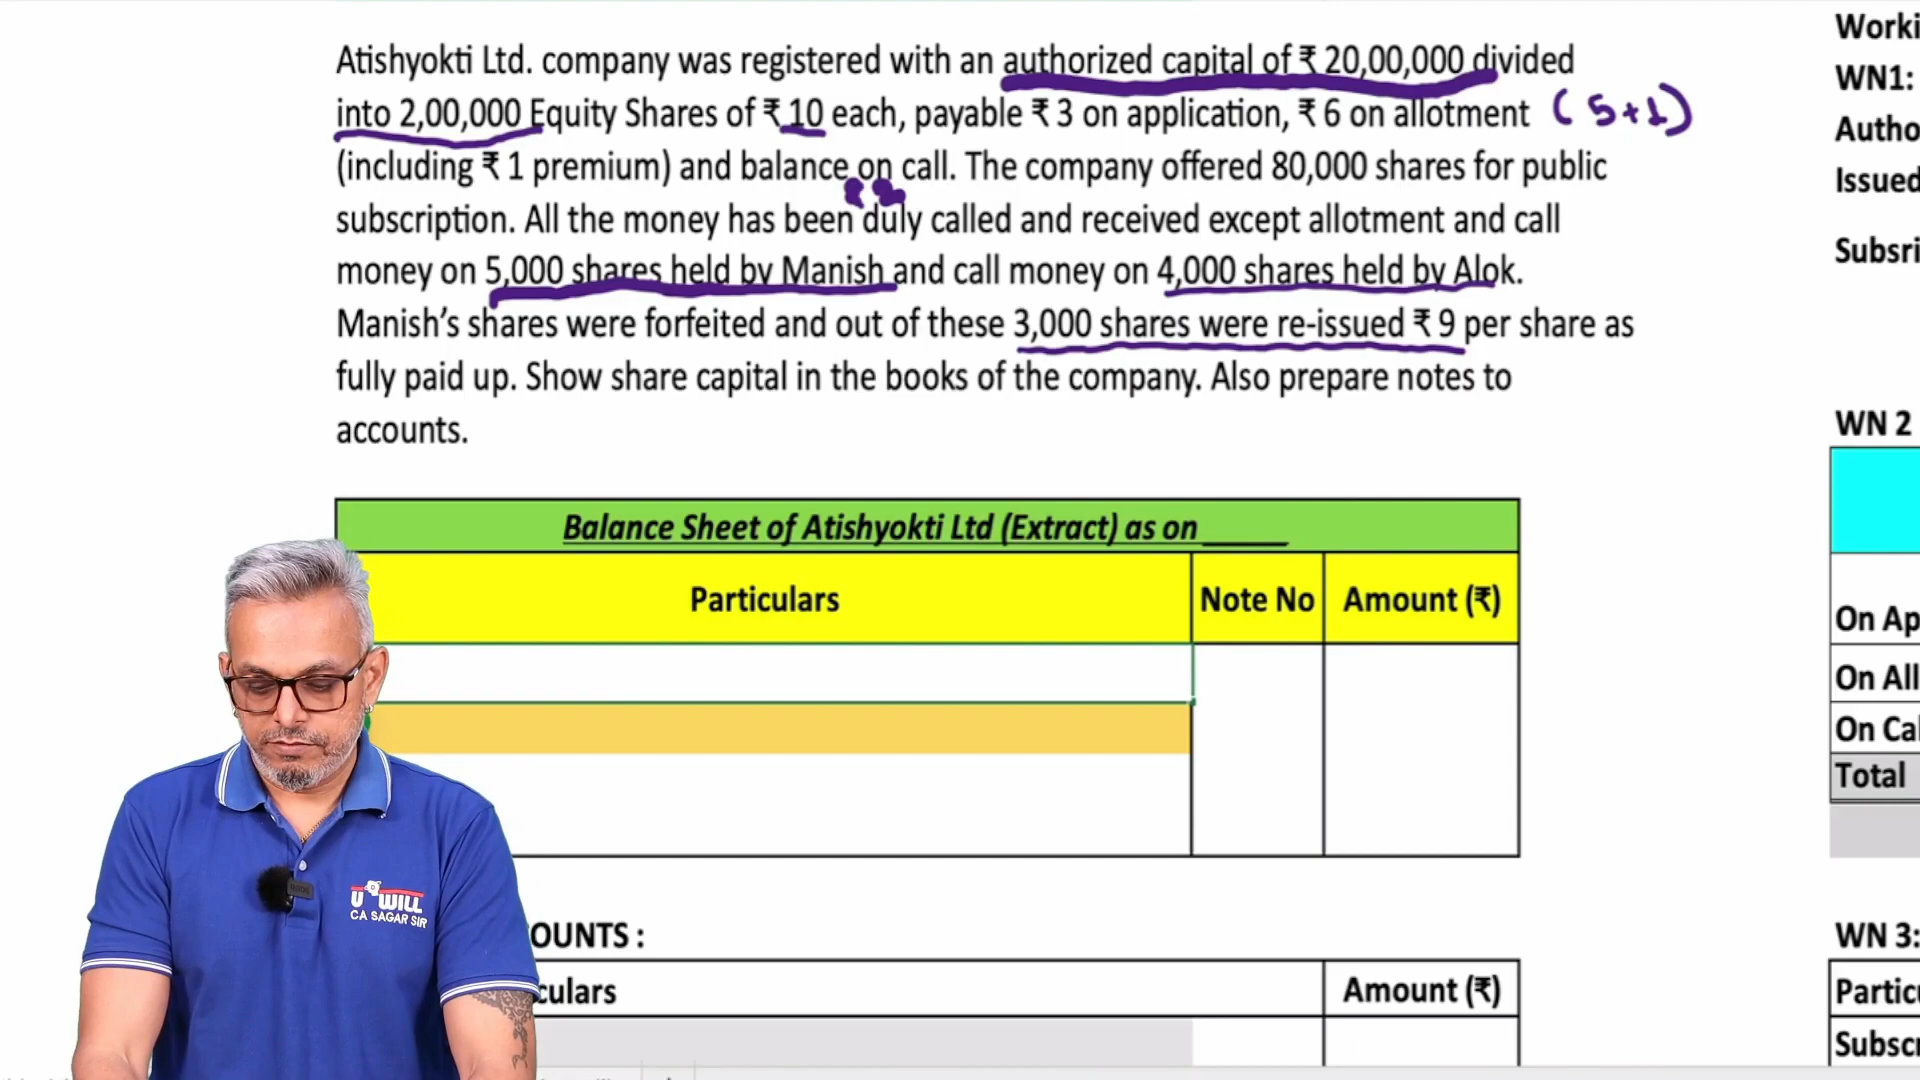 Atishyokti Ltd. company was registered with an authorized capital of ₹ 20,00,000 divided
into 2,00,000 Equity Shares of ₹ 10 each, payable ₹ 3 on application, ₹ 6 on allotment (5+1)
(including ₹ 1 premium) and balance on call. The company offered 80,000 shares for public
subscription. All the money has been duly called and received except allotment and call
money on 5,000 shares held by Manish and call money on 4,000 shares held by Alok.
Manish’s shares were forfeited and out of these 3,000 shares were re-issued ₹ 9 per share as
fully paid up. Show share capital in the books of the company. Also prepare notes to
accounts.
Balance Sheet of Atishyokti Ltd (Extract) as on ______
Particulars Note No Amount (₹)
OUNTS :
culars Amount (₹)
U WILL
CA SAGAR SIR
Worki
WN1:
Autho
Issued
Subsri
WN 2
On Ap
On All
On Cal
Total
WN 3:
Particu
Subscr